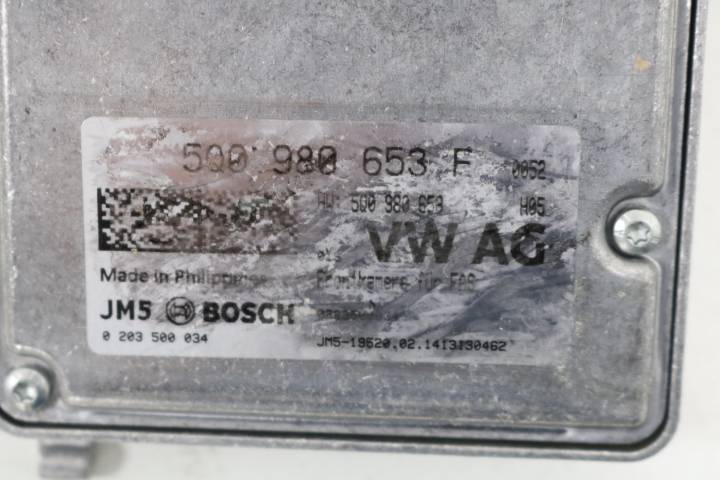 5Q0 980 653 F 0052
HW: 5Q0 980 653 H05
VW AG
Made in Philippines Frontkamera für FAS
JM5 BOSCH
0 203 500 034 JM5-19620.02.1413130462